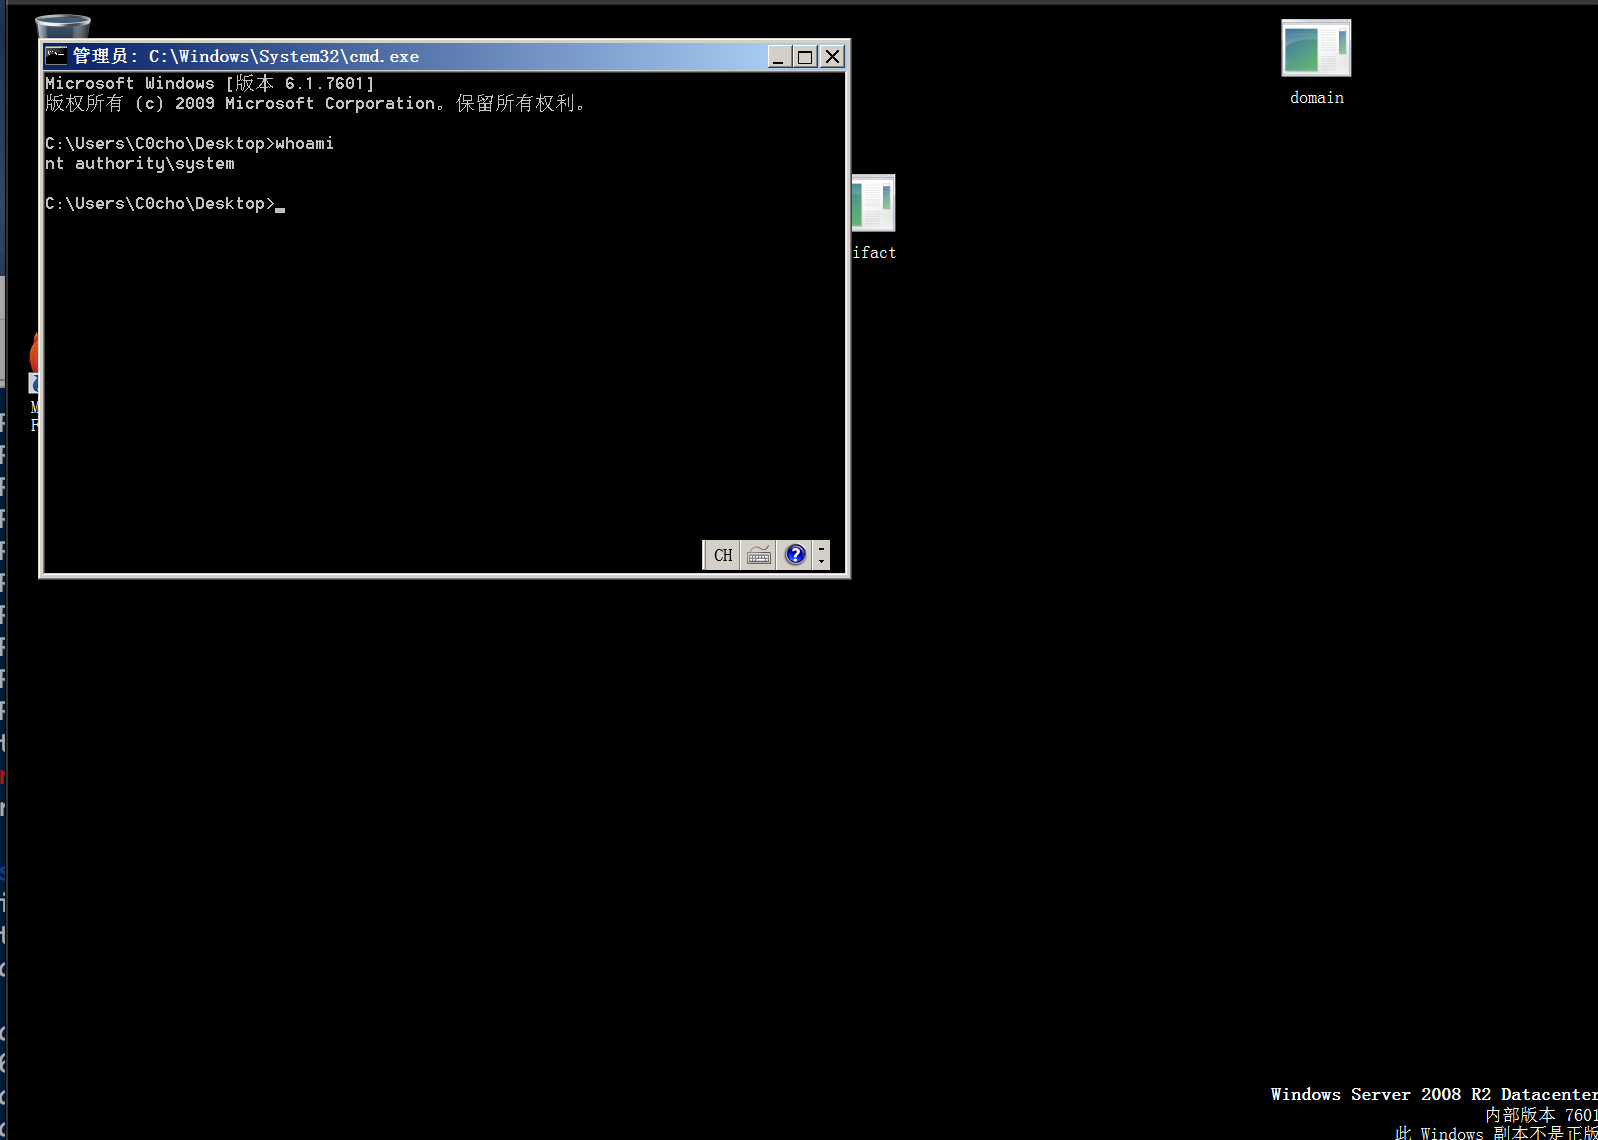 管理员: C:\Windows\System32\cmd.exe
Microsoft Windows [版本 6.1.7601]
版权所有 (c) 2009 Microsoft Corporation。保留所有权利。
C:\Users\C0cho\Desktop>whoami
nt authority\system
C:\Users\C0cho\Desktop>
CH
domain
ifact
Windows Server 2008 R2 Datacenter
内部版本 7601
此 Windows 副本不是正版